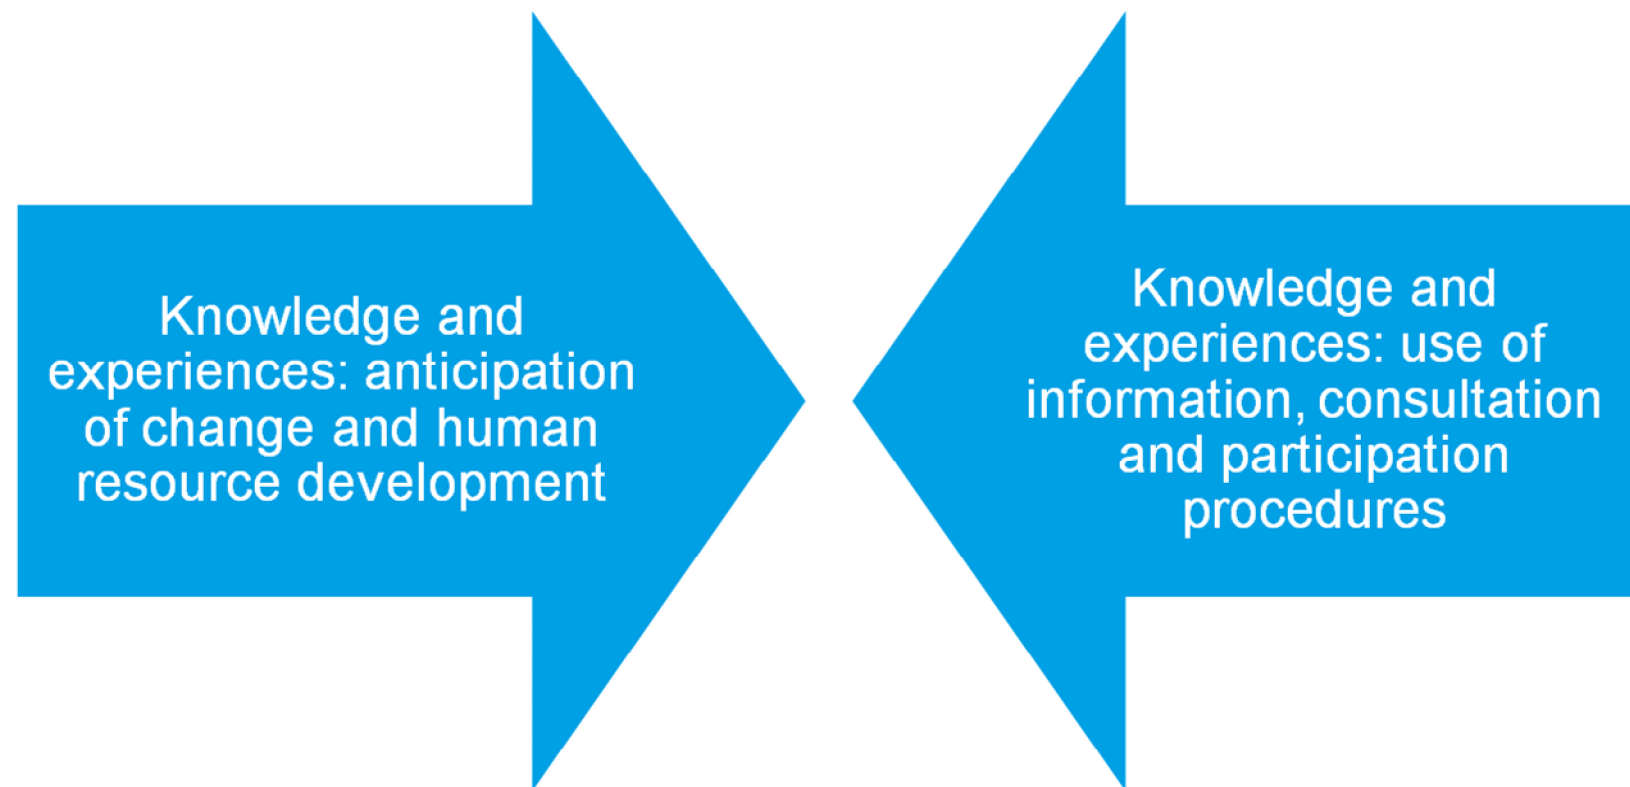 Knowledge and
experiences: anticipation
of change and human
resource development
Knowledge and
experiences: use of
information, consultation
and participation
procedures